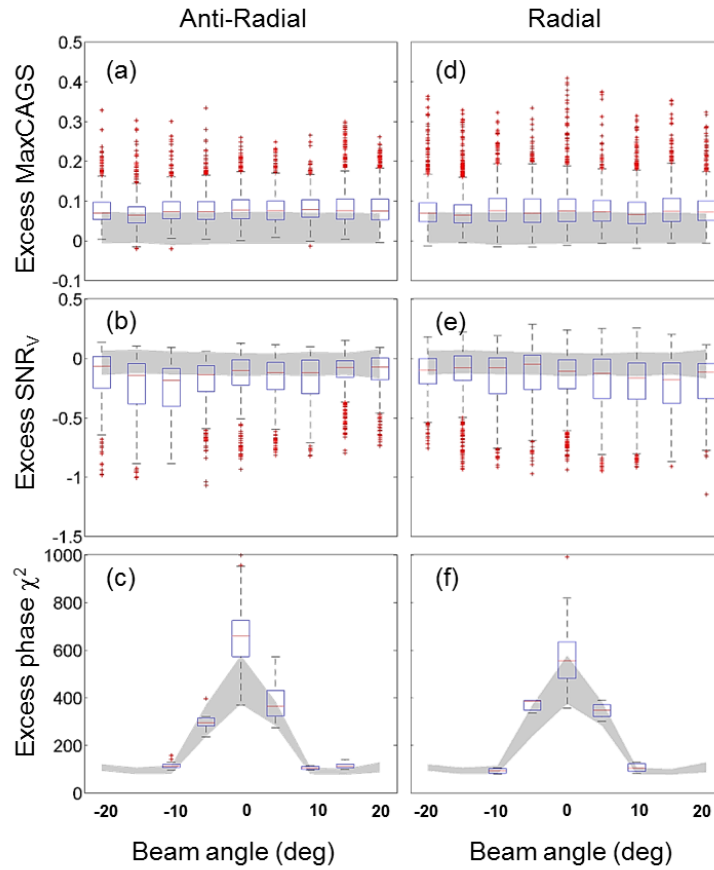 Anti-Radial
Radial
Excess MaxCAGS
0.5
0.4
0.3
0.2
0.1
0
-0.1
(a)
(d)
Excess SNRV
0.5
0
-0.5
-1
-1.5
(b)
(e)
Excess phase χ2
1000
800
600
400
200
0
(c)
(f)
-20 -10 0 10 20
-20 -10 0 10 20
Beam angle (deg)
Beam angle (deg)